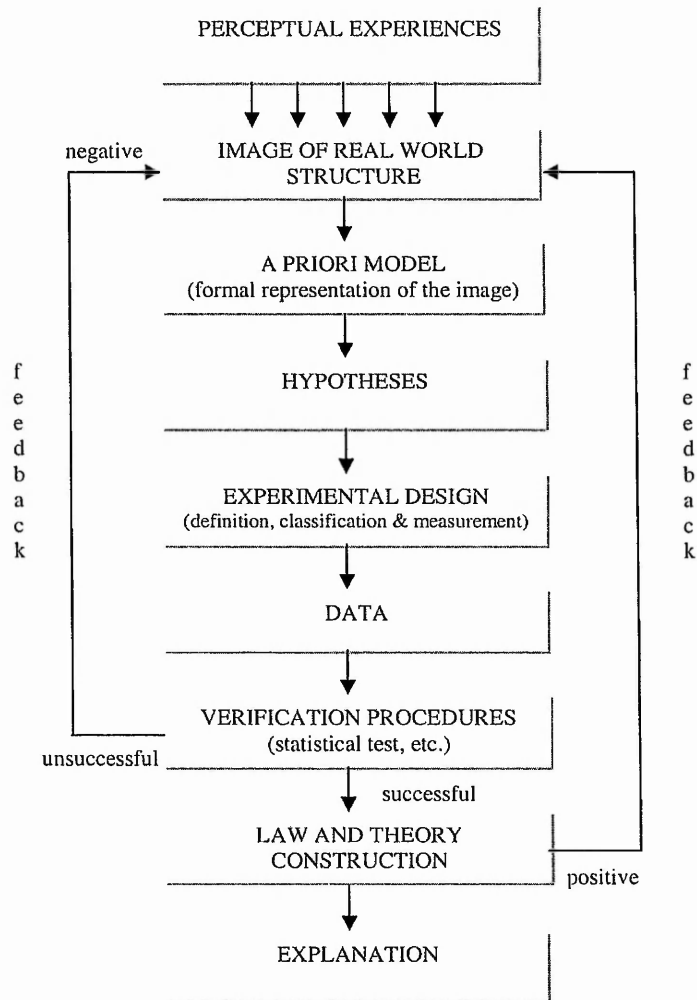 PERCEPTUAL EXPERIENCES
negative
IMAGE OF REAL WORLD
STRUCTURE
A PRIORI MODEL
(formal representation of the image)
f
e
e
d
b
a
c
k
HYPOTHESES
f
e
e
d
b
a
c
k
EXPERIMENTAL DESIGN
(definition, classification & measurement)
DATA
VERIFICATION PROCEDURES
(statistical test, etc.)
unsuccessful
successful
LAW AND THEORY
CONSTRUCTION
positive
EXPLANATION